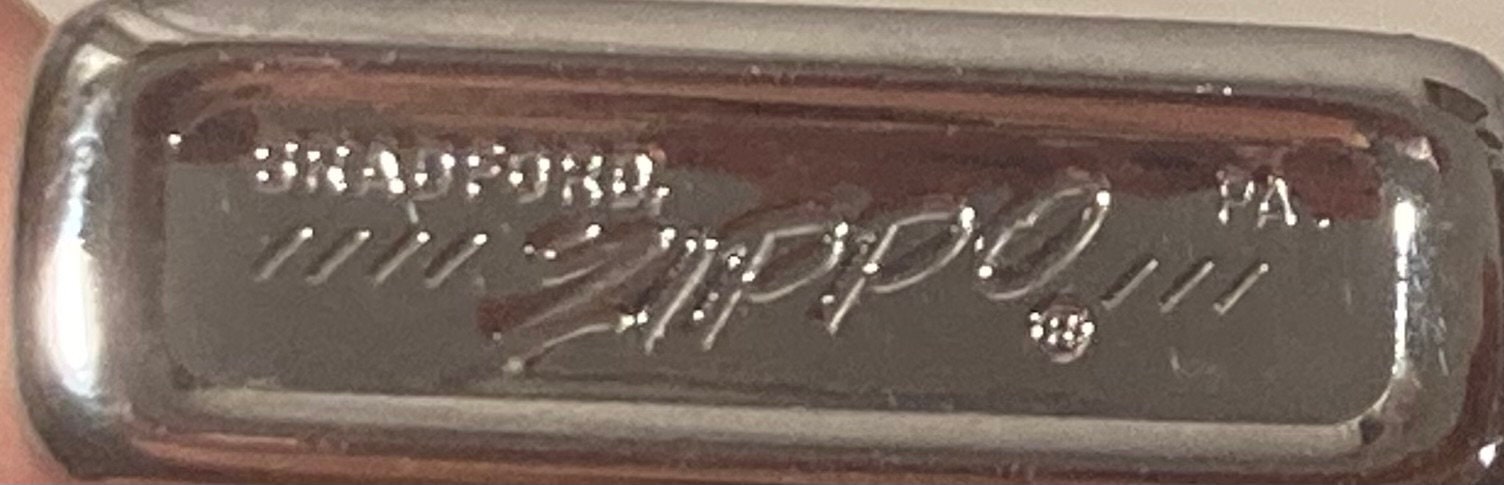 BRADFORD, PA.
//// Zippo ® ///